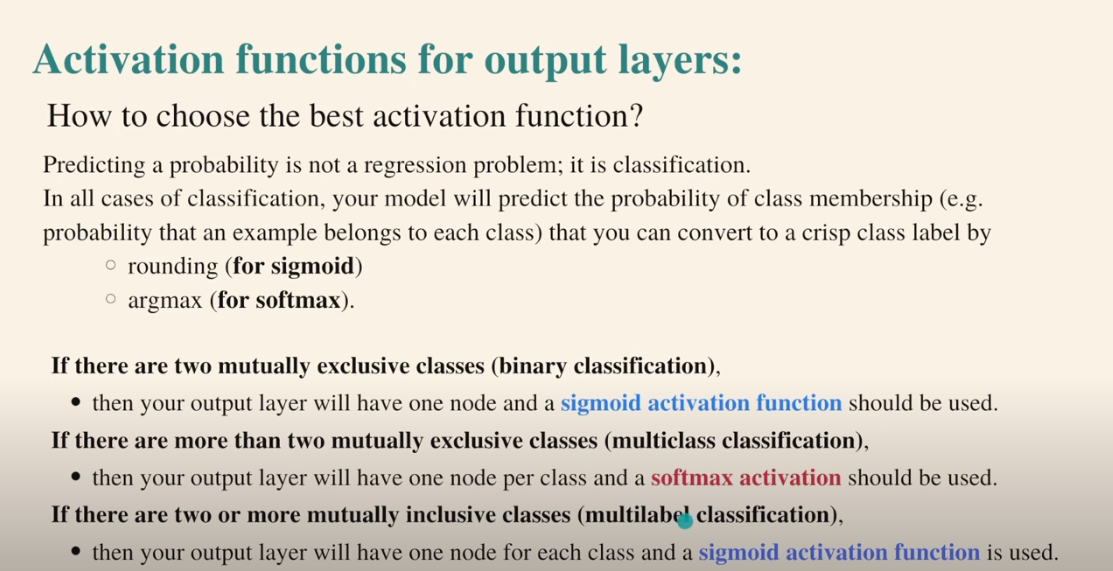 Activation functions for output layers:
How to choose the best activation function?
Predicting a probability is not a regression problem; it is classification.
In all cases of classification, your model will predict the probability of class membership (e.g.
probability that an example belongs to each class) that you can convert to a crisp class label by
○ rounding (for sigmoid)
○ argmax (for softmax).
If there are two mutually exclusive classes (binary classification),
• then your output layer will have one node and a sigmoid activation function should be used.
If there are more than two mutually exclusive classes (multiclass classification),
• then your output layer will have one node per class and a softmax activation should be used.
If there are two or more mutually inclusive classes (multilabel classification),
• then your output layer will have one node for each class and a sigmoid activation function is used.